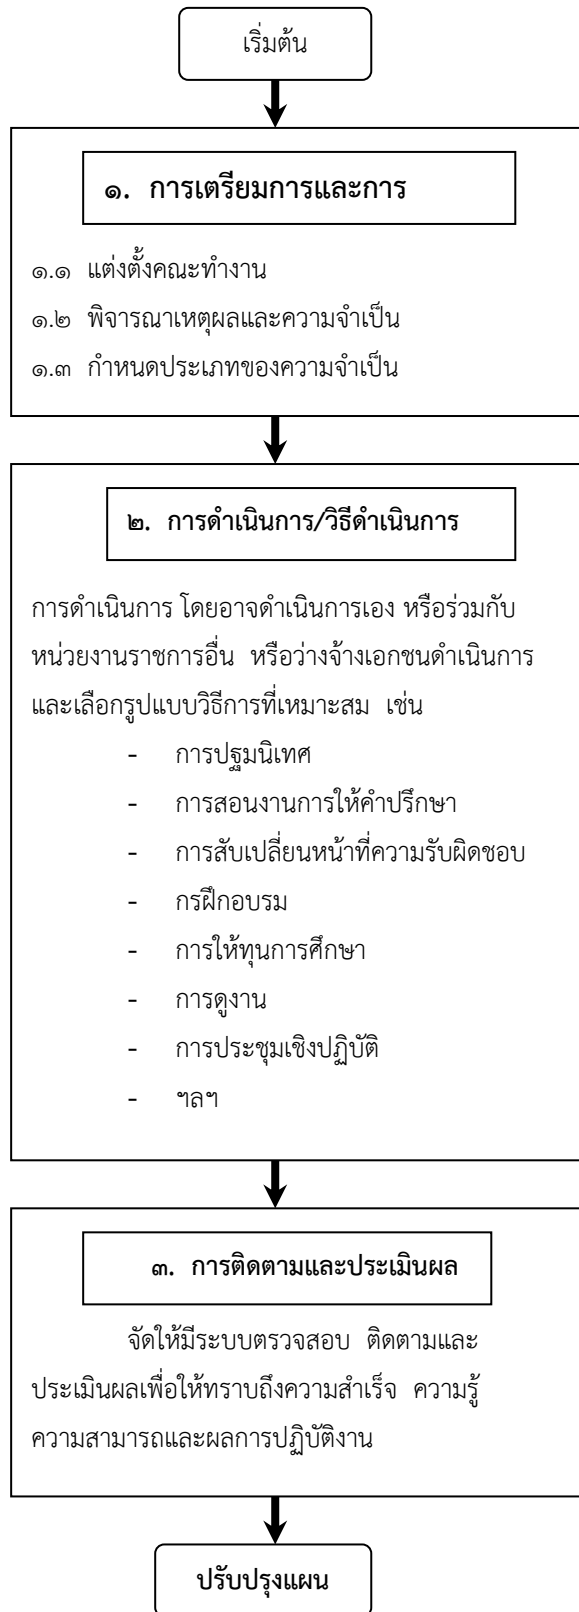 เริ่มต้น
๑. การเตรียมการและการ
๑.๑ แต่งตั้งคณะทำงาน
๑.๒ พิจารณาเหตุผลและความจำเป็น
๑.๓ กำหนดประเภทของความจำเป็น
๒. การดำเนินการ/วิธีดำเนินการ
การดำเนินการ โดยอาจดำเนินการเอง หรือร่วมกับ
หน่วยงานราชการอื่น หรือว่างจ้างเอกชนดำเนินการ
และเลือกรูปแบบวิธีการที่เหมาะสม เช่น
- การปฐมนิเทศ
- การสอนงานการให้คำปรึกษา
- การสับเปลี่ยนหน้าที่ความรับผิดชอบ
- กรฝึกอบรม
- การให้ทุนการศึกษา
- การดูงาน
- การประชุมเชิงปฏิบัติ
- ฯลฯ
๓. การติดตามและประเมินผล
จัดให้มีระบบตรวจสอบ ติดตามและ
ประเมินผลเพื่อให้ทราบถึงความสำเร็จ ความรู้
ความสามารถและผลการปฏิบัติงาน
ปรับปรุงแผน